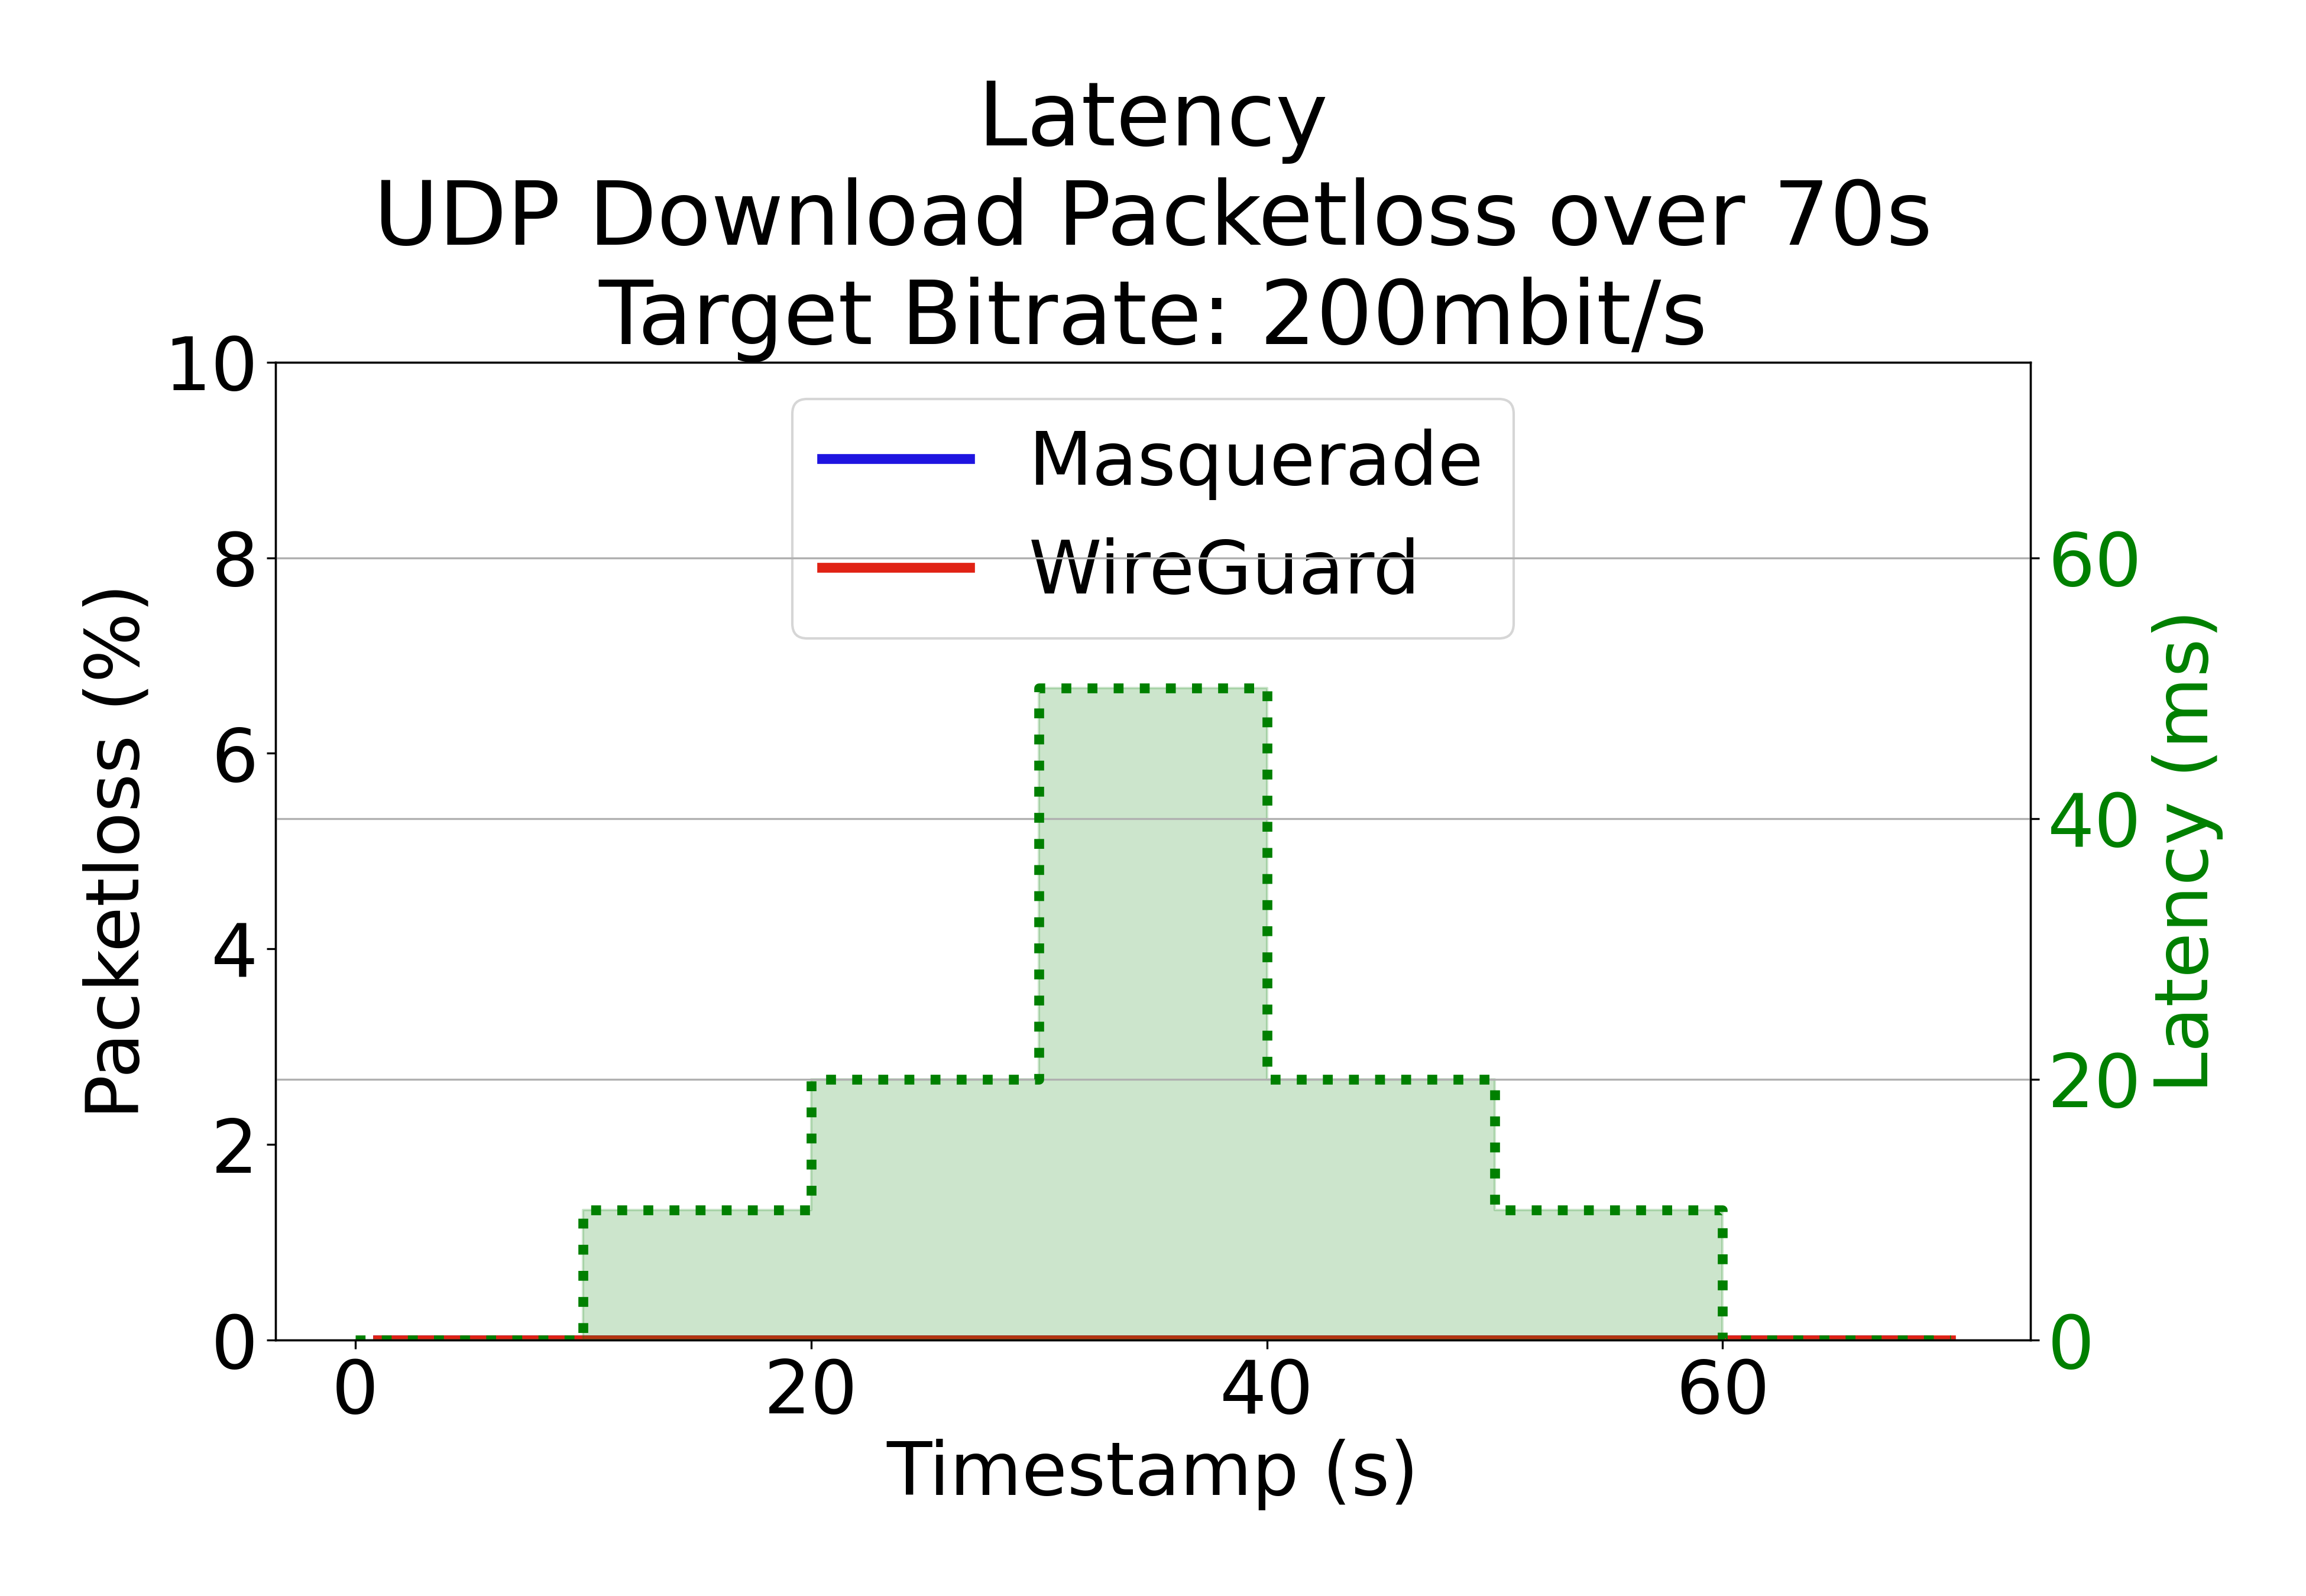 Latency
UDP Download Packetloss over 70s
Target Bitrate: 200mbit/s
10
8
6
4
2
0
Packetloss (%)
Masquerade
WireGuard
60
40
20
0
Latency (ms)
0 20 40 60
Timestamp (s)